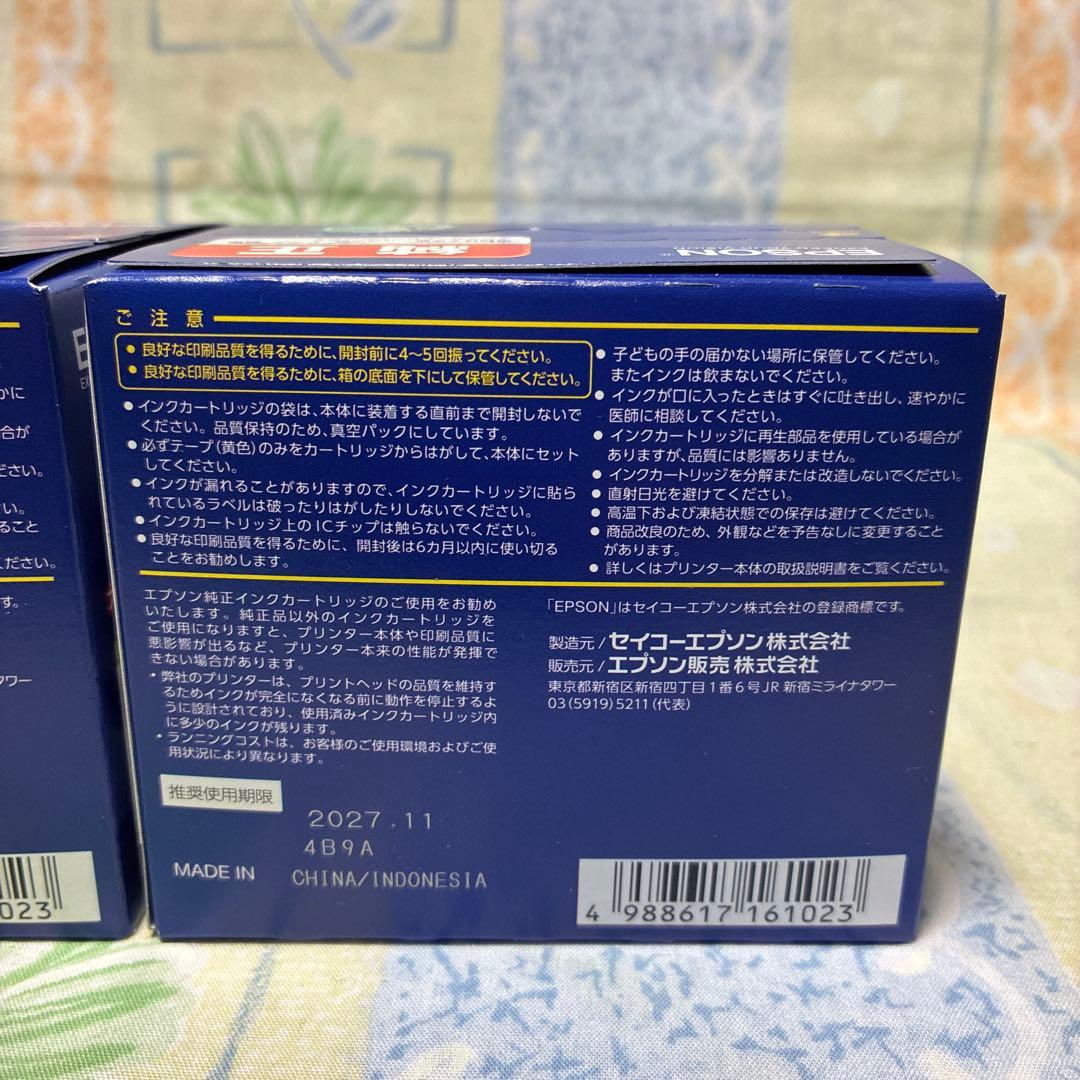 純正
EPSON
ご注意
• 良好な印刷品質を得るために、開封前に4〜5回振ってください。
• 良好な印刷品質を得るために、箱の底面を下にして保管してください。
• インクカートリッジの袋は、本体に装着する直前まで開封しないで
ください。品質保持のため、真空パックにしています。
• 必ずテープ(黄色)のみをカートリッジからはがして、本体にセット
してください。
• インクが漏れることがありますので、インクカートリッジに貼ら
れているラベルは破ったりはがしたりしないでください。
• インクカートリッジ上のICチップは触らないでください。
• 良好な印刷品質を得るために、開封後は6カ月以内に使い切る
ことをお勧めします。
• 子どもの手の届かない場所に保管してください。
またインクは飲まないでください。
• インクが口に入ったときはすぐに吐き出し、速やかに
医師に相談してください。
• インクカートリッジに再生部品を使用している場合が
ありますが、品質には影響ありません。
• インクカートリッジを分解または改造しないでください。
• 直射日光を避けてください。
• 高温下および凍結状態での保存は避けてください。
• 商品改良のため、外観などを予告なしに変更すること
があります。
• 詳しくはプリンター本体の取扱説明書をご覧ください。
エプソン純正インクカートリッジのご使用をお勧め
いたします。純正品以外のインクカートリッジを
ご使用になりますと、プリンター本体や印刷品質に
悪影響が出るなど、プリンター本来の性能が発揮で
きない場合があります。
・弊社のプリンターは、プリントヘッドの品質を維持す
るためインクが完全になくなる前に動作を停止するよ
うに設計されており、使用済みインクカートリッジ内
に多少のインクが残ります。
・ランニングコストは、お客様のご使用環境およびご使
用状況により異なります。
「EPSON」はセイコーエプソン株式会社の登録商標です。
製造元/セイコーエプソン株式会社
販売元/エプソン販売株式会社
東京都新宿区新宿四丁目1番6号JR新宿ミライナタワー
03(5919)5211(代表)
推奨使用期限
2027.11
4B9A
MADE IN CHINA/INDONESIA
4 988617 161023
かに
合が
ださい。
い。
ること
ください。
す。
タワー
023